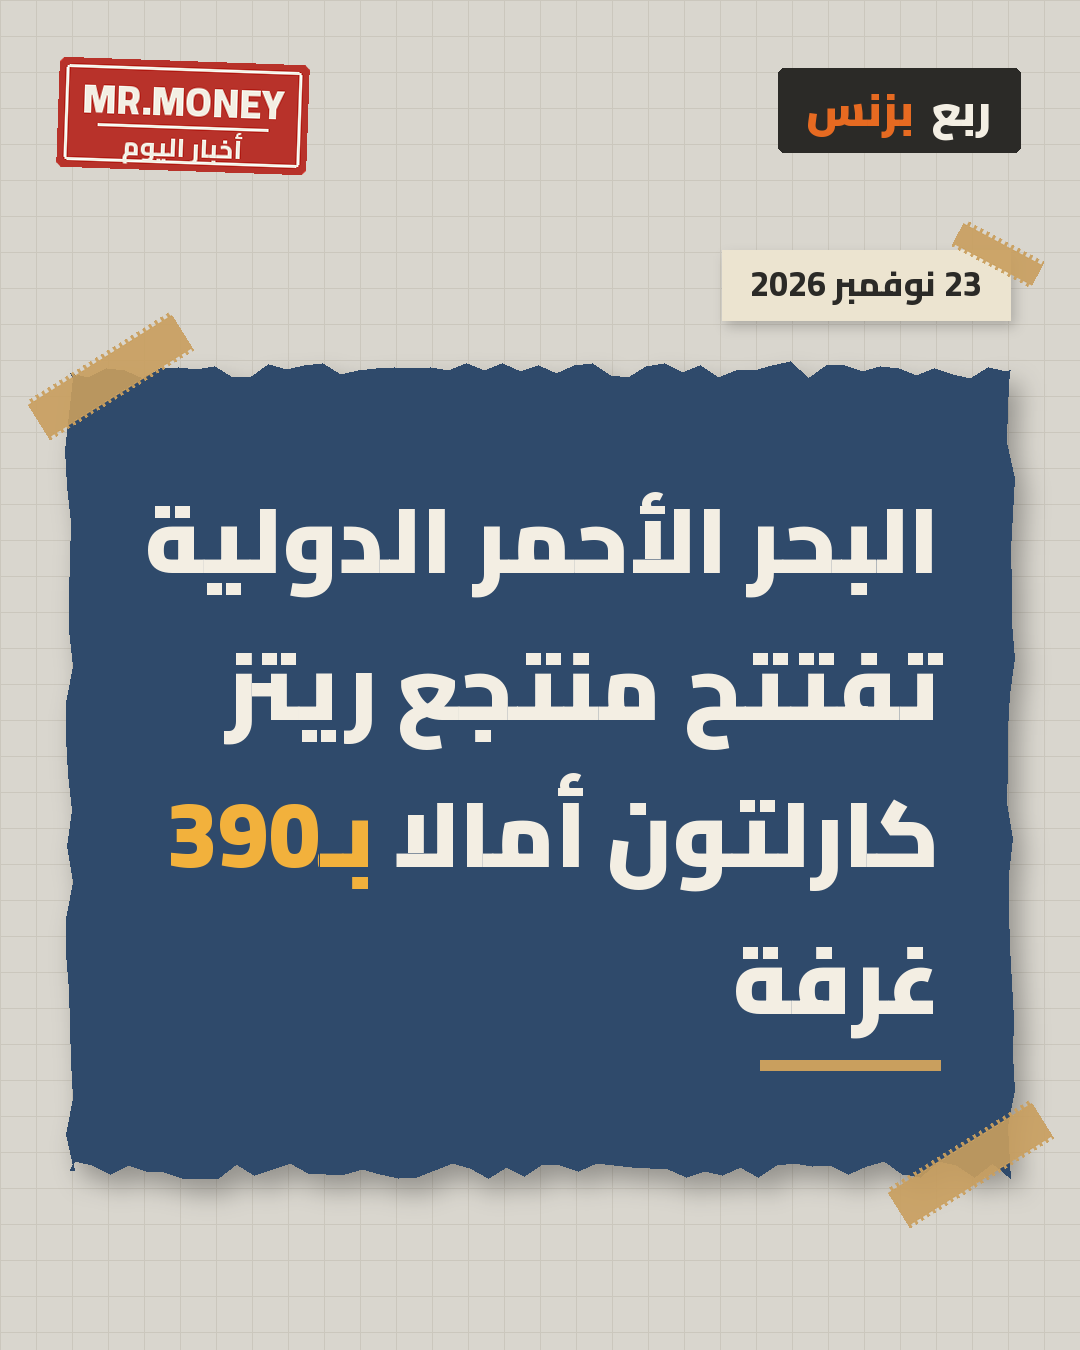 MR.MONEY
أخبار اليوم
ربع بزنس
23 نوفمبر 2026
البحر الأحمر الدولية
تفتتح منتجع ريتز
كارلتون أمالا بـ390
غرفة